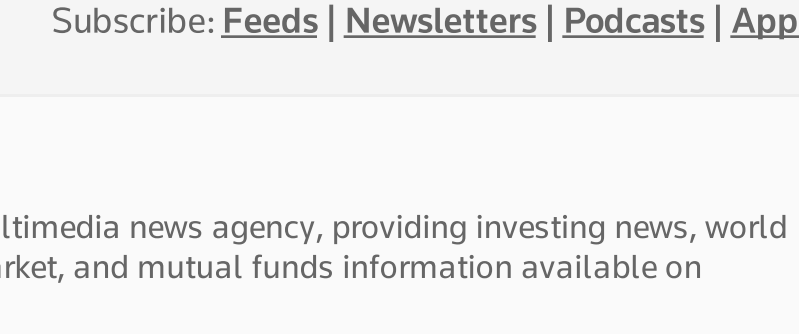 Subscribe: Feeds | Newsletters | Podcasts | App
ltimedia news agency, providing investing news, world
rket, and mutual funds information available on